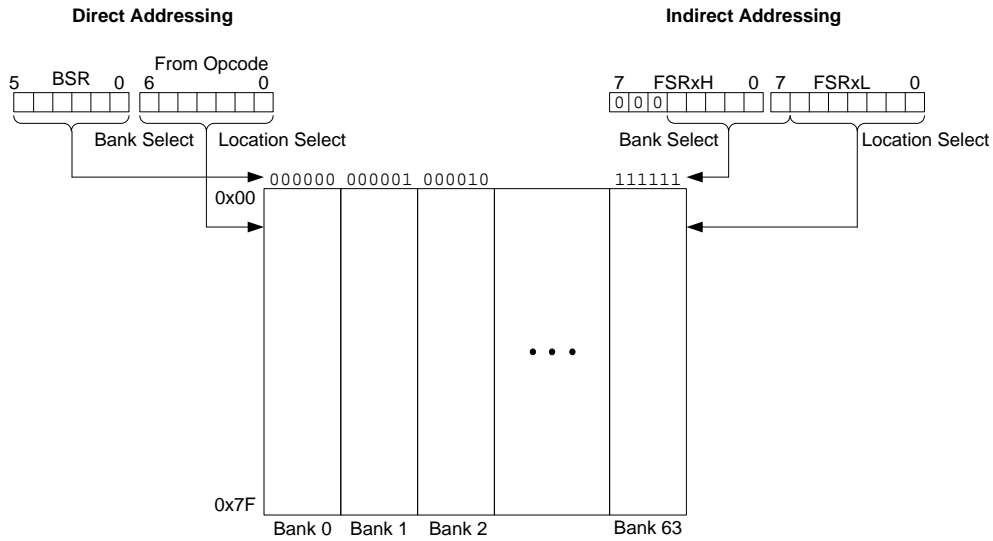 Direct Addressing
Indirect Addressing
From Opcode
5 BSR 0 6 0
7 FSRxH 0 7 FSRxL 0
0 0 0
Bank Select Location Select
Bank Select Location Select
000000 000001 000010 111111
0x00
. . .
0x7F
Bank 0 Bank 1 Bank 2 Bank 63